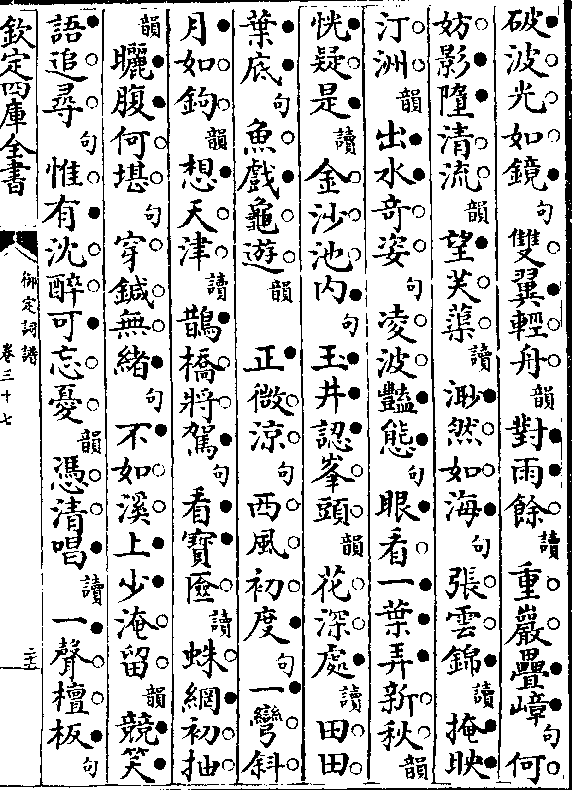 破波光如鏡句雙翼輕舟韻對雨餘讀重巖疊嶂句何
妨影墮清流韻望芙蕖讀渺然如海句張雲錦讀掩映
汀洲韻出水奇姿句凌波豔態句眼看一葉弄新秋韻
恍疑是讀金沙池内句玉井認峯頭韻花深處讀田田
葉底句魚戲龜遊韻 正微涼句西風初度句一彎斜
月如鉤韻想天津讀鵲橋將駕句看寳匳讀蛛網初抽
韻曬腹何堪句穿鍼無緒句不如溪上少淹留韻競笑
語追尋句惟有沈醉可忘憂韻憑清唱讀一聲檀板句
欽定四庫全書
御定詞譜
卷三十七